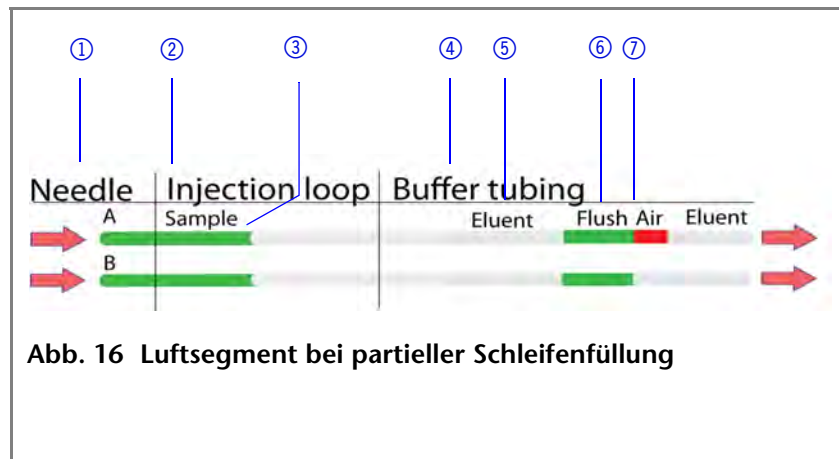 ① ② ③ ④ ⑤ ⑥ ⑦
Needle Injection loop Buffer tubing
A Sample Eluent Flush Air Eluent
B
Abb. 16 Luftsegment bei partieller Schleifenfüllung